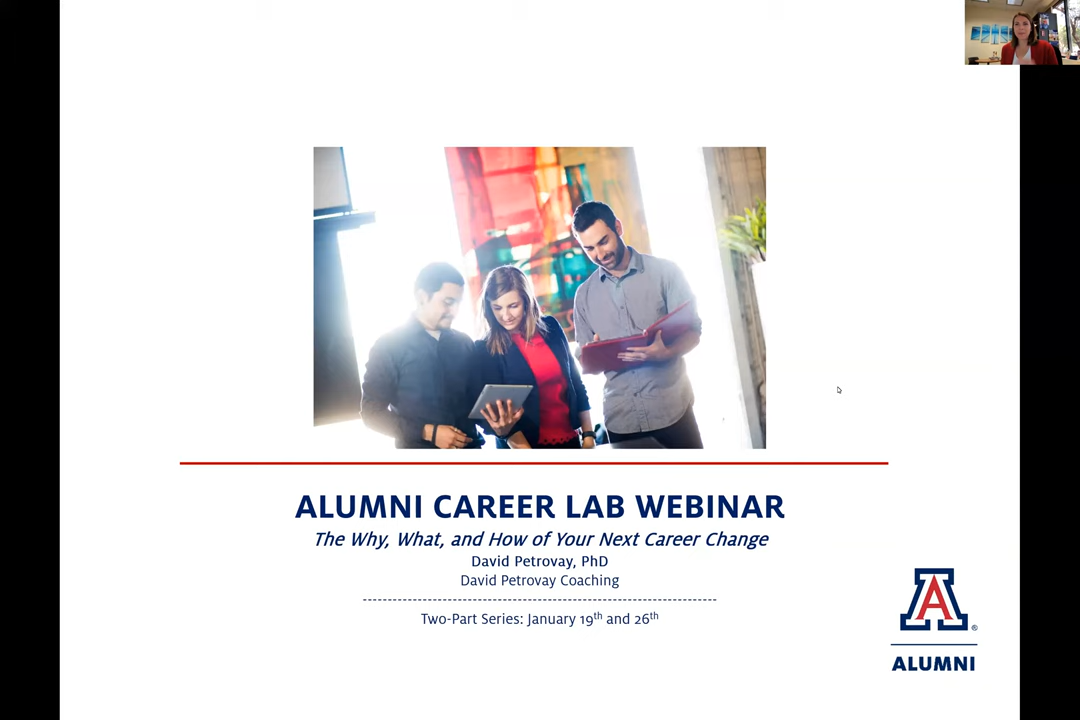 ALUMNI CAREER LAB WEBINAR
The Why, What, and How of Your Next Career Change
David Petrovay, PhD
David Petrovay Coaching
Two-Part Series: January 19th and 26th
A®
ALUMNI